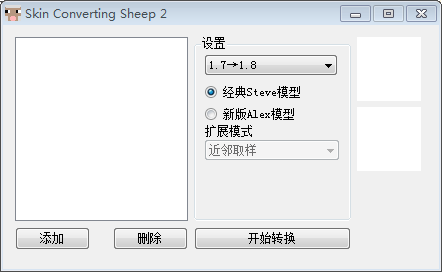 Skin Converting Sheep 2
设置
1.7→1.8
经典Steve模型
新版Alex模型
扩展模式
近邻取样
添加
删除
开始转换